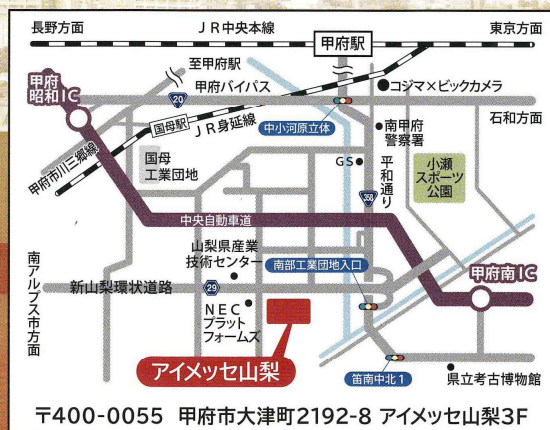 長野方面
JR中央本線
甲府駅
東京方面
至甲府駅
甲府バイパス
コジマ×ビックカメラ
甲府
昭和IC
20
国母駅
JR身延線
中小河原立体
石和方面
南甲府
警察署
甲府市川三郷線
国母
工業団地
GS
平和通り
小瀬
スポーツ
公園
358
中央自動車道
山梨県産業
技術センター
南部工業団地入口
甲府南IC
南アルプス市方面
新山梨環状道路
29
NEC
プラット
フォームズ
アイメッセ山梨
笛南中北1
県立考古博物館
〒400-0055 甲府市大津町2192-8 アイメッセ山梨3F